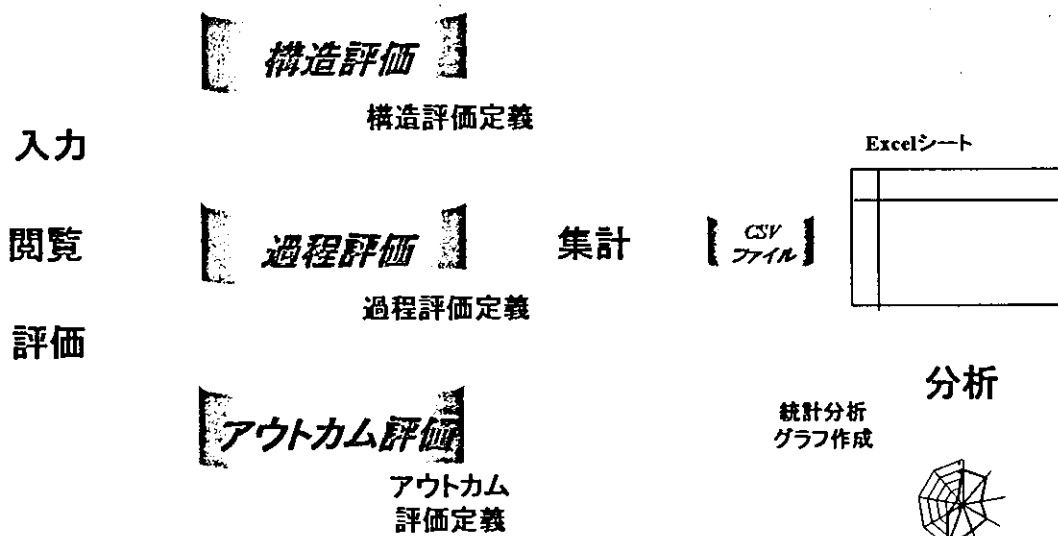 構造評価
構造評価定義
入力
閲覧
評価
過程評価
過程評価定義
アウトカム評価
アウトカム
評価定義
集計
CSV
ファイル
Excelシート
分析
統計分析
グラフ作成